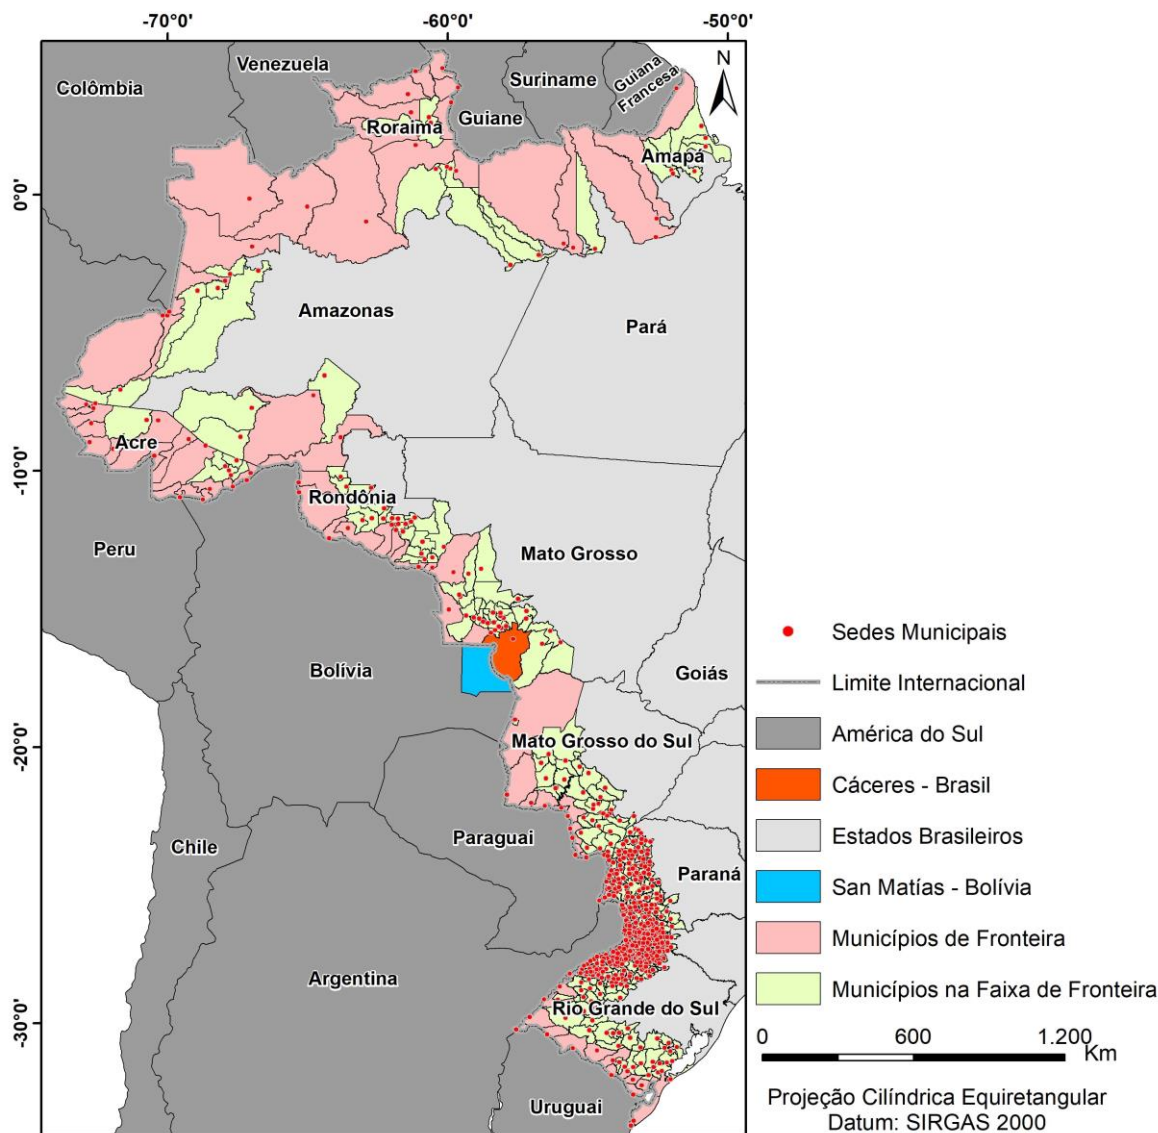 -70°0'
-60°0'
-50°0'
N
Venezuela
Colômbia
Suriname
Guiana
Francesa
Guiane
Roraima
Amapá
0°0'
Amazonas
Pará
Acre
-10°0'
Rondônia
Peru
Mato Grosso
Bolívia
Goiás
-20°0'
Mato Grosso do Sul
Paraguai
Chile
Paraná
Argentina
Rio Grande do Sul
-30°0'
Uruguai
Sedes Municipais
Limite Internacional
América do Sul
Cáceres - Brasil
Estados Brasileiros
San Matías - Bolívia
Municípios de Fronteira
Municípios na Faixa de Fronteira
0 600 1.200
Km
Projeção Cilíndrica Equiretangular
Datum: SIRGAS 2000